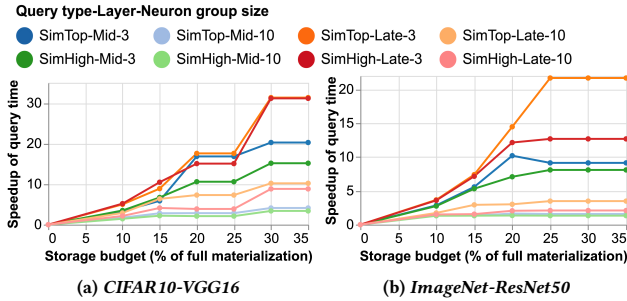 Query type-Layer-Neuron group size
SimTop-Mid-3 SimTop-Mid-10 SimTop-Late-3 SimTop-Late-10
SimHigh-Mid-3 SimHigh-Mid-10 SimHigh-Late-3 SimHigh-Late-10
Speedup of query time
30
20
10
0
0 5 10 15 20 25 30 35
Storage budget (% of full materialization)
(a) CIFAR10-VGG16
Speedup of query time
20
15
10
5
0
0 5 10 15 20 25 30 35
Storage budget (% of full materialization)
(b) ImageNet-ResNet50